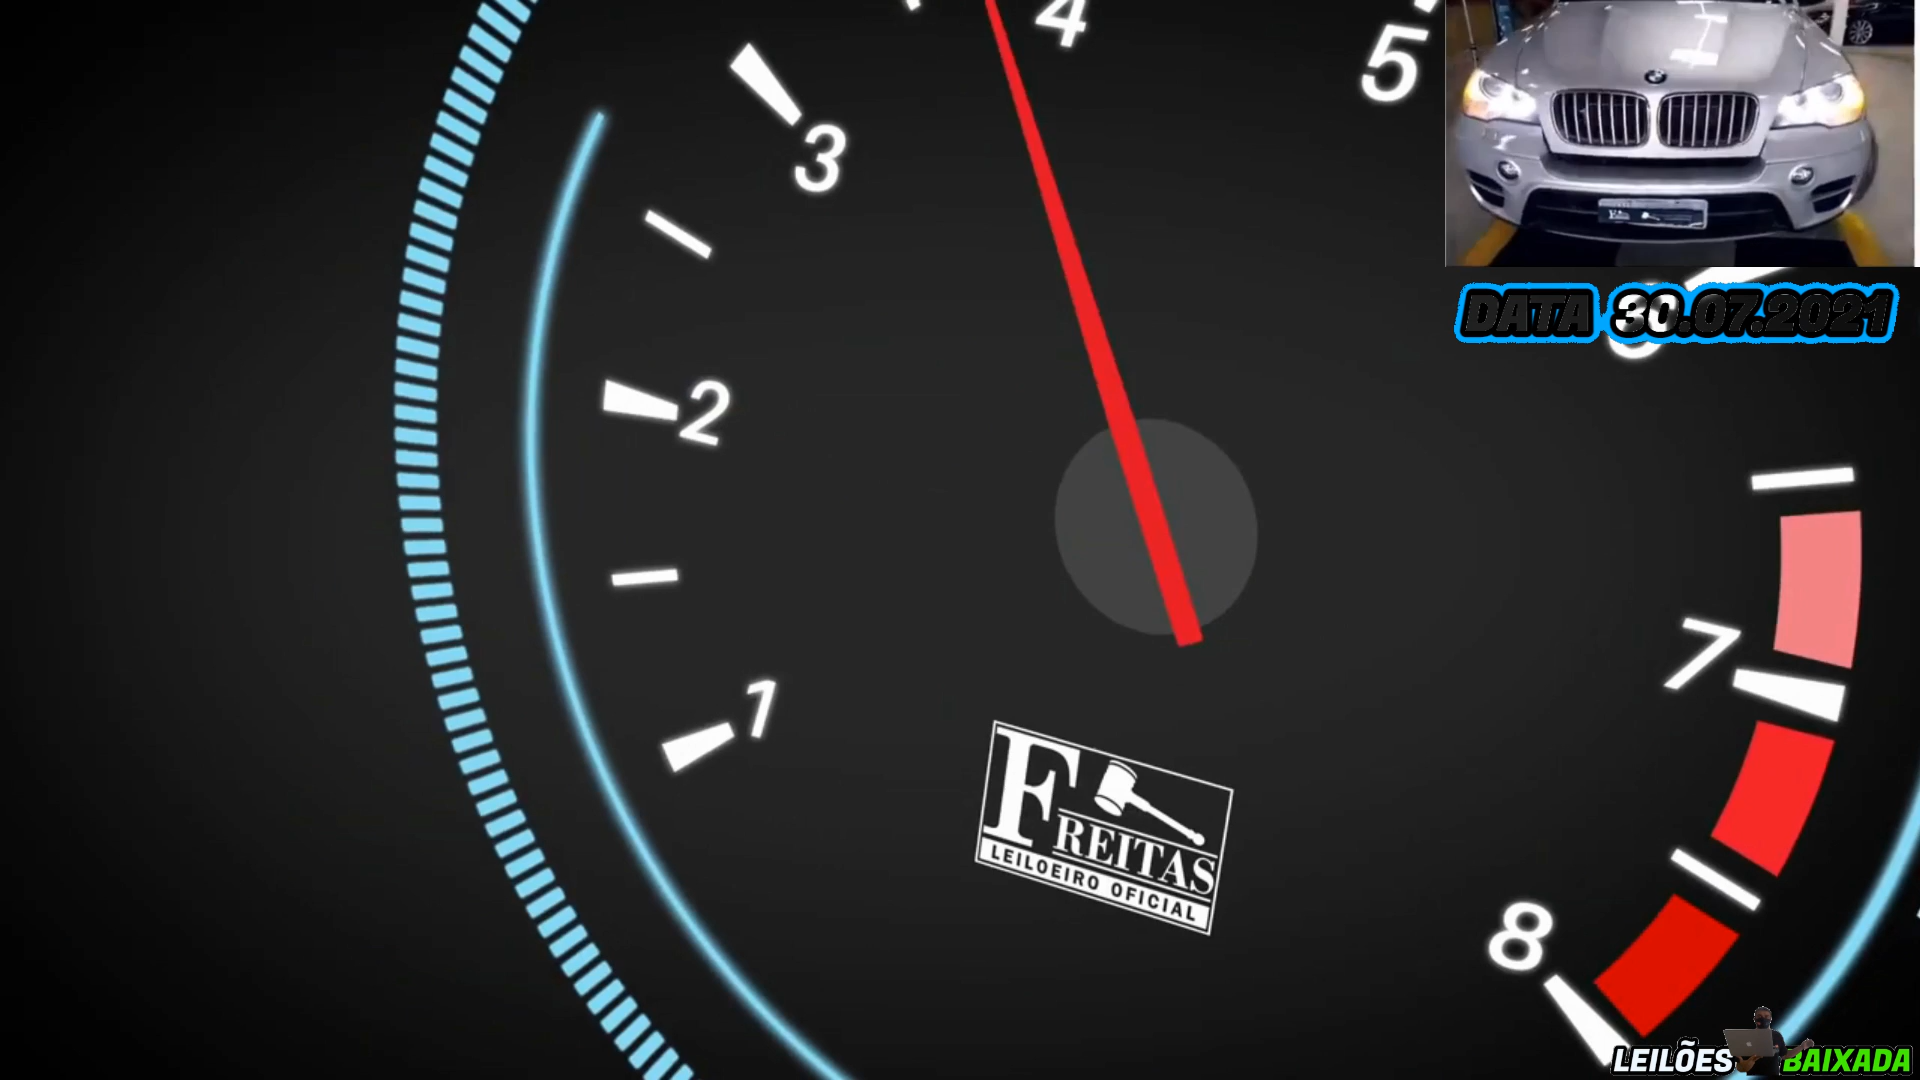 4
5
3
DATA 30.07.2021
2
7
1
FREITAS
LEILOEIRO OFICIAL
8
LEILÕES BAIXADA